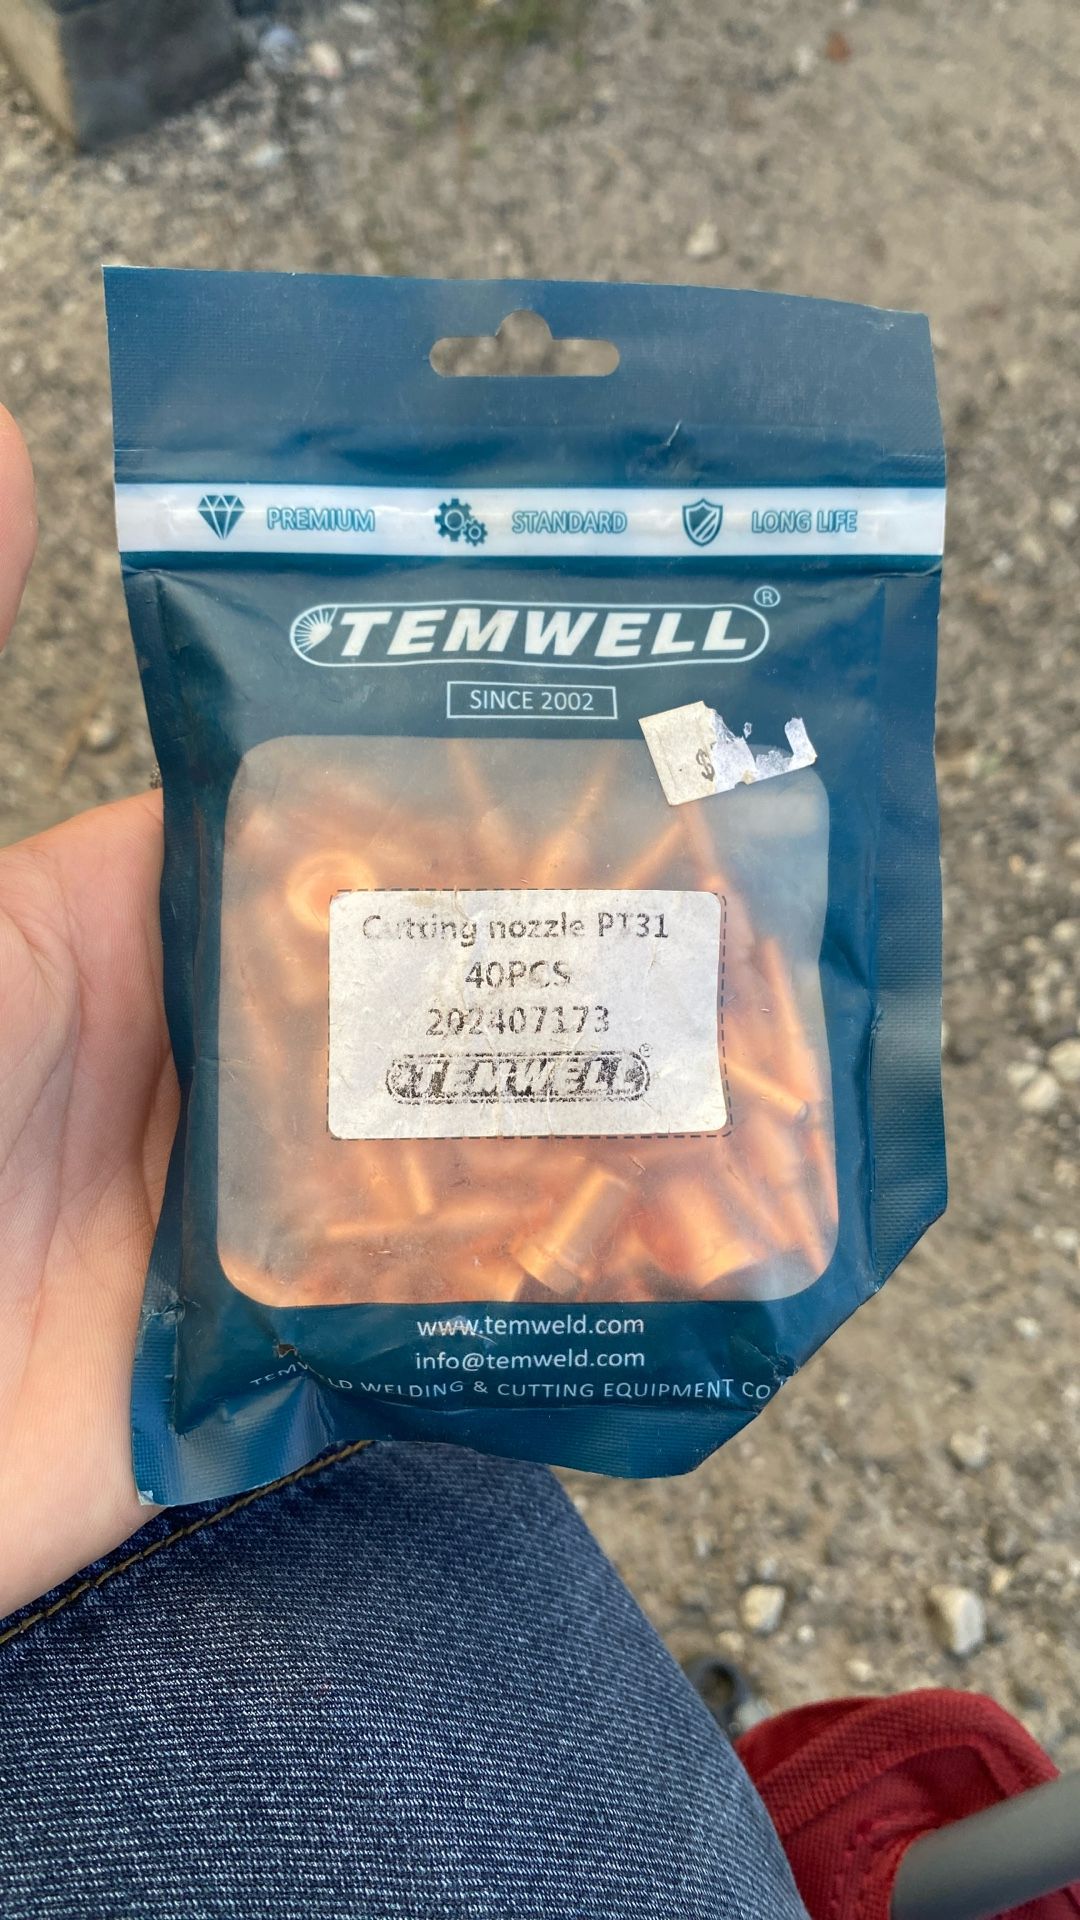 PREMIUM STANDARD LONG LIFE
TEMWELL®
SINCE 2002
$
Cutting nozzle PT31
40PCS
202407173
TEMWELL®
www.temweld.com
info@temweld.com
WELDING & CUTTING EQUIPMENT CO